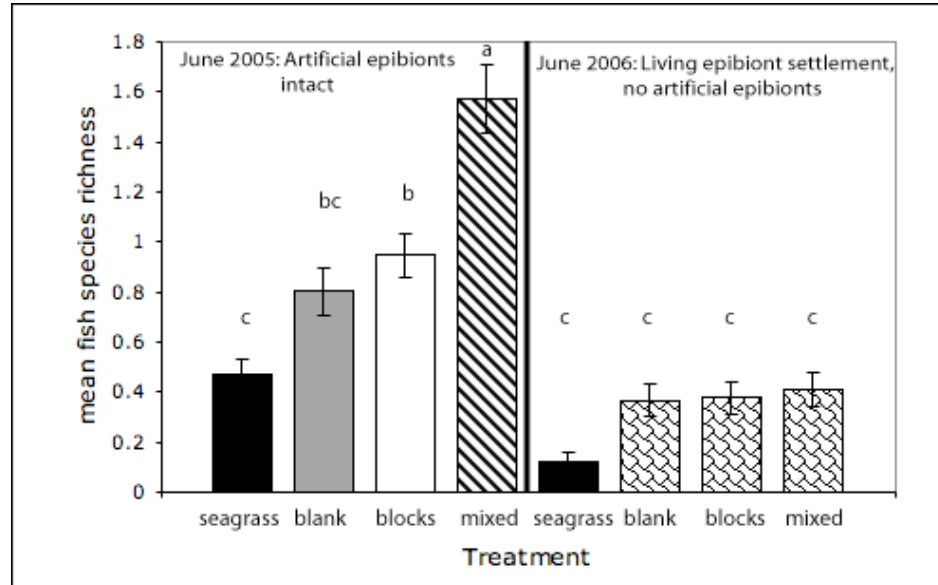 1.8
1.6
1.4
1.2
1
0.8
0.6
0.4
0.2
0
mean fish species richness
June 2005: Artificial epibionts
intact
a
June 2006: Living epibiont settlement,
no artificial epibionts
c
bc
b
c
c
c
c
seagrass blank blocks mixed seagrass blank blocks mixed
Treatment